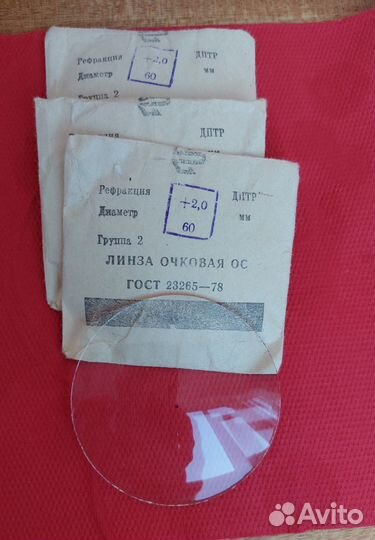 Рефракция +2,0 ДПТР
Диаметр 60 мм
Группа 2
ДПТР
Рефракция +2,0 ДПТР
Диаметр 60 мм
Группа 2
ЛИНЗА ОЧКОВАЯ ОС
ГОСТ 23265—78
Avito